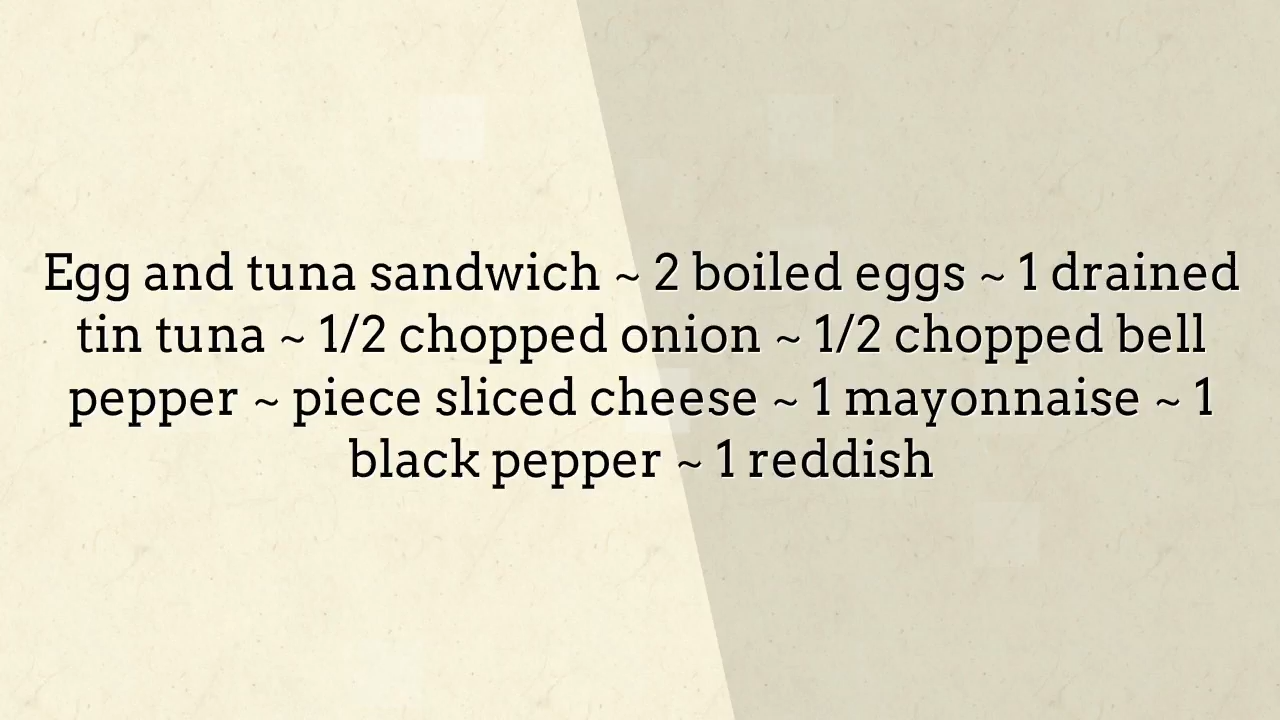 Egg and tuna sandwich ~ 2 boiled eggs ~ 1 drained
tin tuna ~ 1/2 chopped onion ~ 1/2 chopped bell
pepper ~ piece sliced cheese ~ 1 mayonnaise ~ 1
black pepper ~ 1 reddish